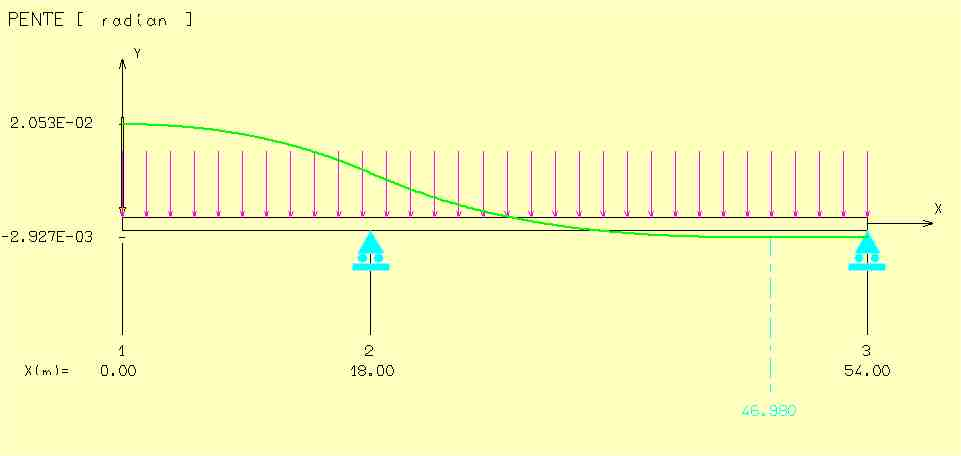 PENTE [ radian ]
Y
2.053E-02
X
-2.927E-03
1 2 3
X(m)= 0.00 18.00 54.00
46.980